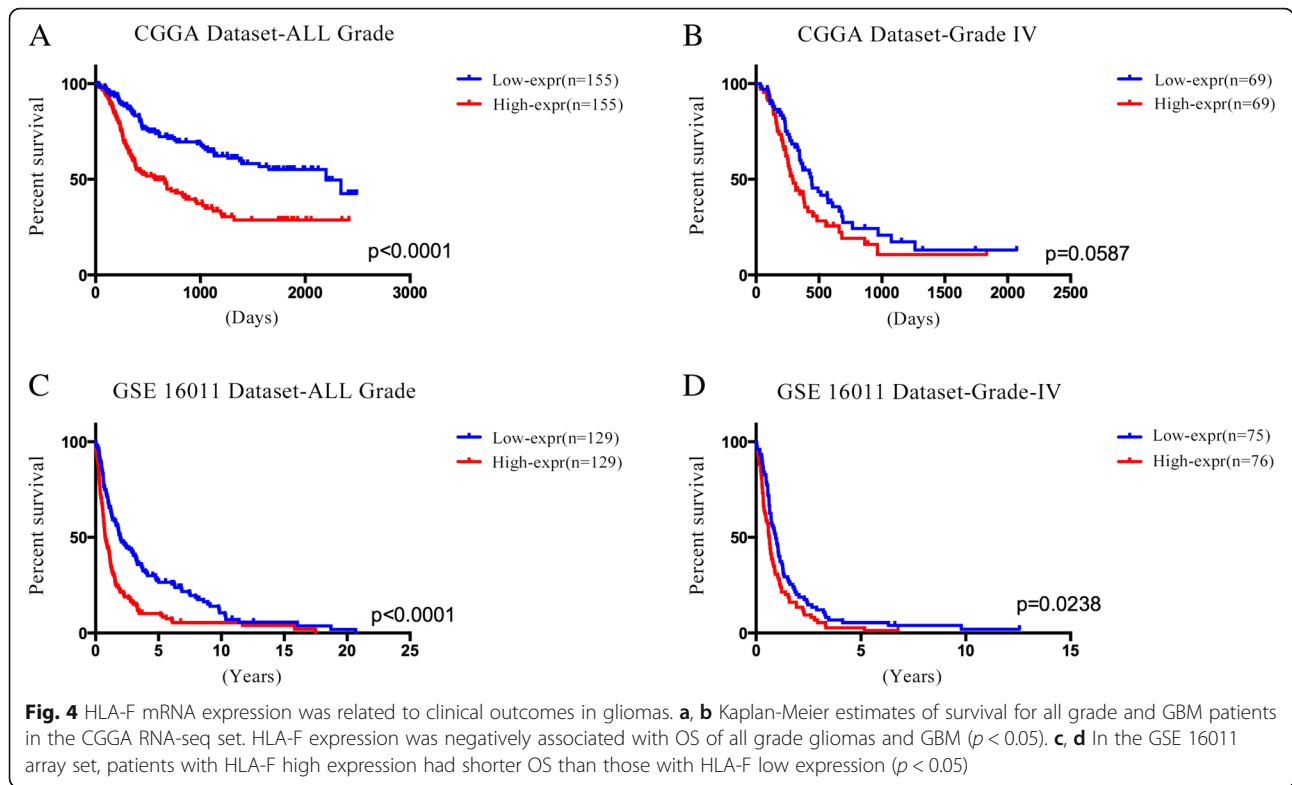 A
CGGA Dataset-ALL Grade
Low-expr(n=155)
High-expr(n=155)
Percent survival
100
50
0
0 1000 2000 3000
(Days)
p<0.0001
B
CGGA Dataset-Grade IV
Low-expr(n=69)
High-expr(n=69)
Percent survival
100
50
0
0 500 1000 1500 2000 2500
(Days)
p=0.0587
C
GSE 16011 Dataset-ALL Grade
Low-expr(n=129)
High-expr(n=129)
Percent survival
100
50
0
0 5 10 15 20 25
(Years)
p<0.0001
D
GSE 16011 Dataset-Grade-IV
Low-expr(n=75)
High-expr(n=76)
Percent survival
100
50
0
0 5 10 15
(Years)
p=0.0238
Fig. 4 HLA-F mRNA expression was related to clinical outcomes in gliomas. a, b Kaplan-Meier estimates of survival for all grade and GBM patients
in the CGGA RNA-seq set. HLA-F expression was negatively associated with OS of all grade gliomas and GBM (p < 0.05). c, d In the GSE 16011
array set, patients with HLA-F high expression had shorter OS than those with HLA-F low expression (p < 0.05)